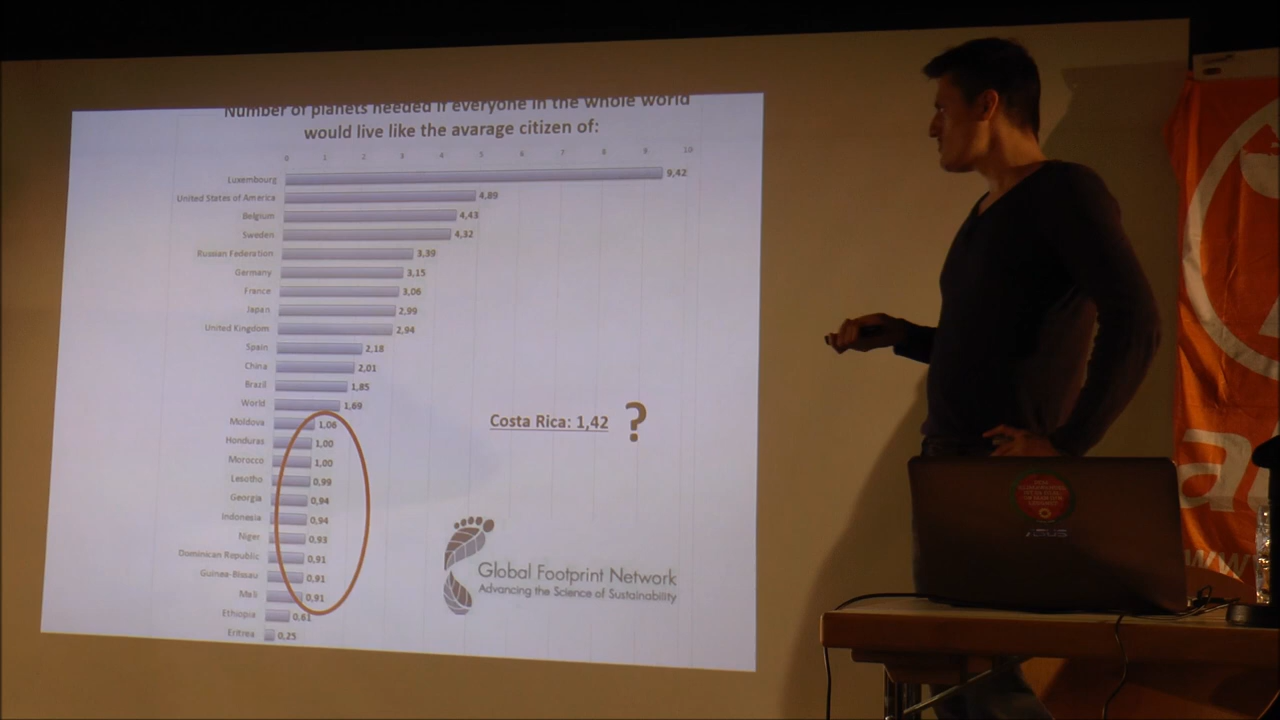 Number of planets needed if everyone in the whole world
would live like the avarage citizen of:
0 1 2 3 4 5 6 7 8 9 10
Luxembourg 9,42
United States of America 4,89
Belgium 4,43
Sweden 4,32
Russian Federation 3,39
Germany 3,15
France 3,06
Japan 2,99
United Kingdom 2,94
Spain 2,18
China 2,01
Brazil 1,85
World 1,69
Moldova 1,06
Honduras 1,00
Morocco 1,00
Lesotho 0,99
Georgia 0,94
Indonesia 0,94
Niger 0,93
Dominican Republic 0,91
Guinea-Bissau 0,91
Mali 0,91
Ethiopia 0,61
Eritrea 0,25
Costa Rica: 1,42 ?
Global Footprint Network
Advancing the Science of Sustainability
ASUS